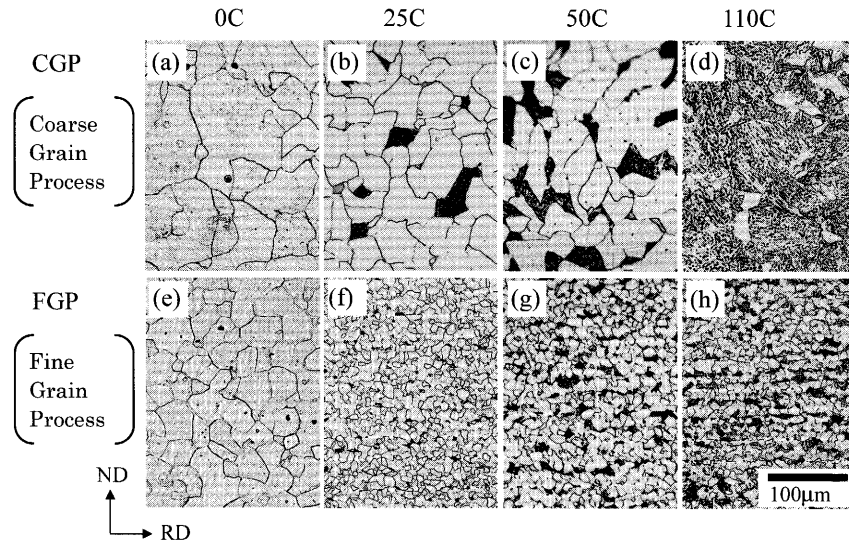 0C 25C 50C 110C
CGP
Coarse
Grain
Process
(a) (b) (c) (d)
FGP
Fine
Grain
Process
(e) (f) (g) (h)
ND
RD
100μm